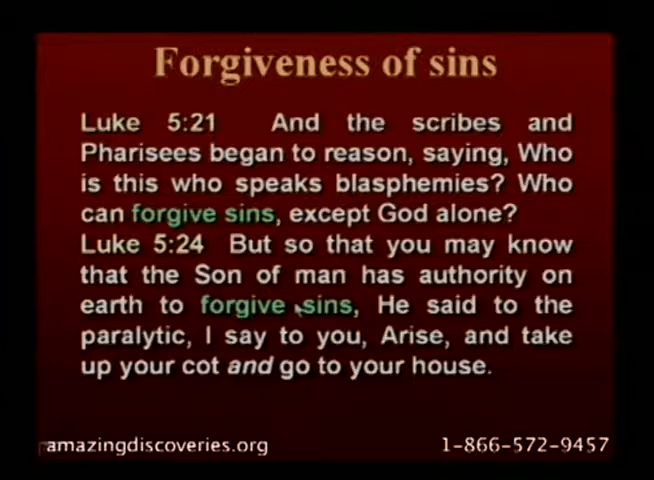 Forgiveness of sins
Luke 5:21 And the scribes and
Pharisees began to reason, saying, Who
is this who speaks blasphemies? Who
can forgive sins, except God alone?
Luke 5:24 But so that you may know
that the Son of man has authority on
earth to forgive sins, He said to the
paralytic, I say to you, Arise, and take
up your cot and go to your house.
amazingdiscoveries.org 1-866-572-9457